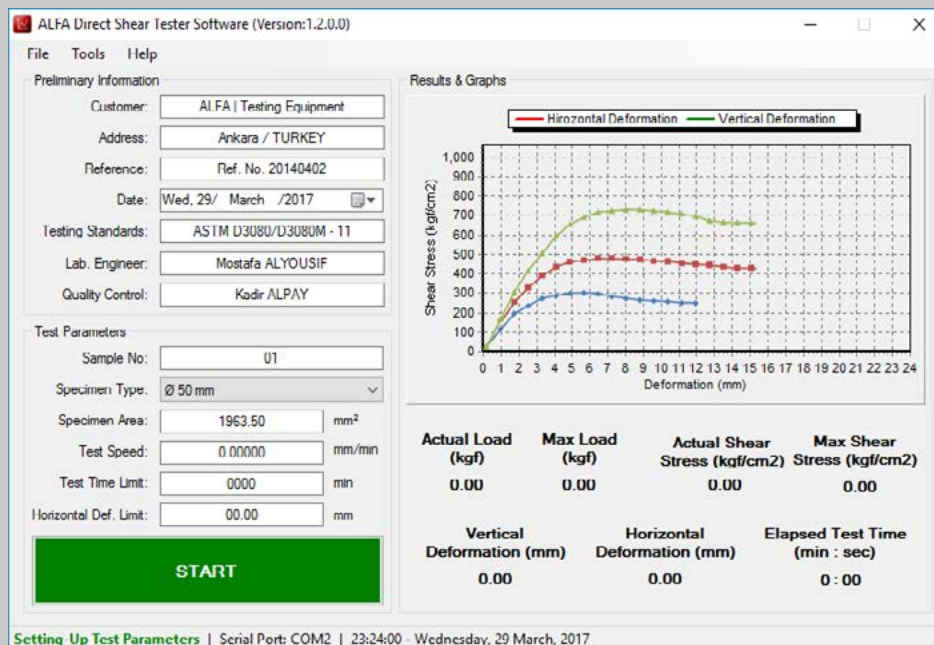 ALFA Direct Shear Tester Software (Version:1.2.0.0)
File Tools Help
Preliminary Information
Customer: ALFA | Testing Equipment
Address: Ankara / TURKEY
Reference: Ref. No. 20140402
Date: Wed, 29/ March /2017
Testing Standards: ASTM D3080/D3080M - 11
Lab. Engineer: Mostafa ALYOUSIF
Quality Control: Kadir ALPAY
Test Parameters
Sample No: 01
Specimen Type: Ø 50 mm
Specimen Area: 1963.50 mm²
Test Speed: 0.00000 mm/min
Test Time Limit: 0000 min
Horizontal Def. Limit: 00.00 mm
START
Results & Graphs
Hirozontal Deformation Vertical Deformation
Shear Stress (kgf/cm2)
1,000
900
800
700
600
500
400
300
200
100
0
0 1 2 3 4 5 6 7 8 9 10 11 12 13 14 15 16 17 18 19 20 21 22 23 24
Deformation (mm)
Actual Load (kgf)
0.00
Max Load (kgf)
0.00
Actual Shear Stress (kgf/cm2)
0.00
Max Shear Stress (kgf/cm2)
0.00
Vertical Deformation (mm)
0.00
Horizontal Deformation (mm)
0.00
Elapsed Test Time (min : sec)
0 : 00
Setting-Up Test Parameters | Serial Port: COM2 | 23:24:00 - Wednesday, 29 March, 2017